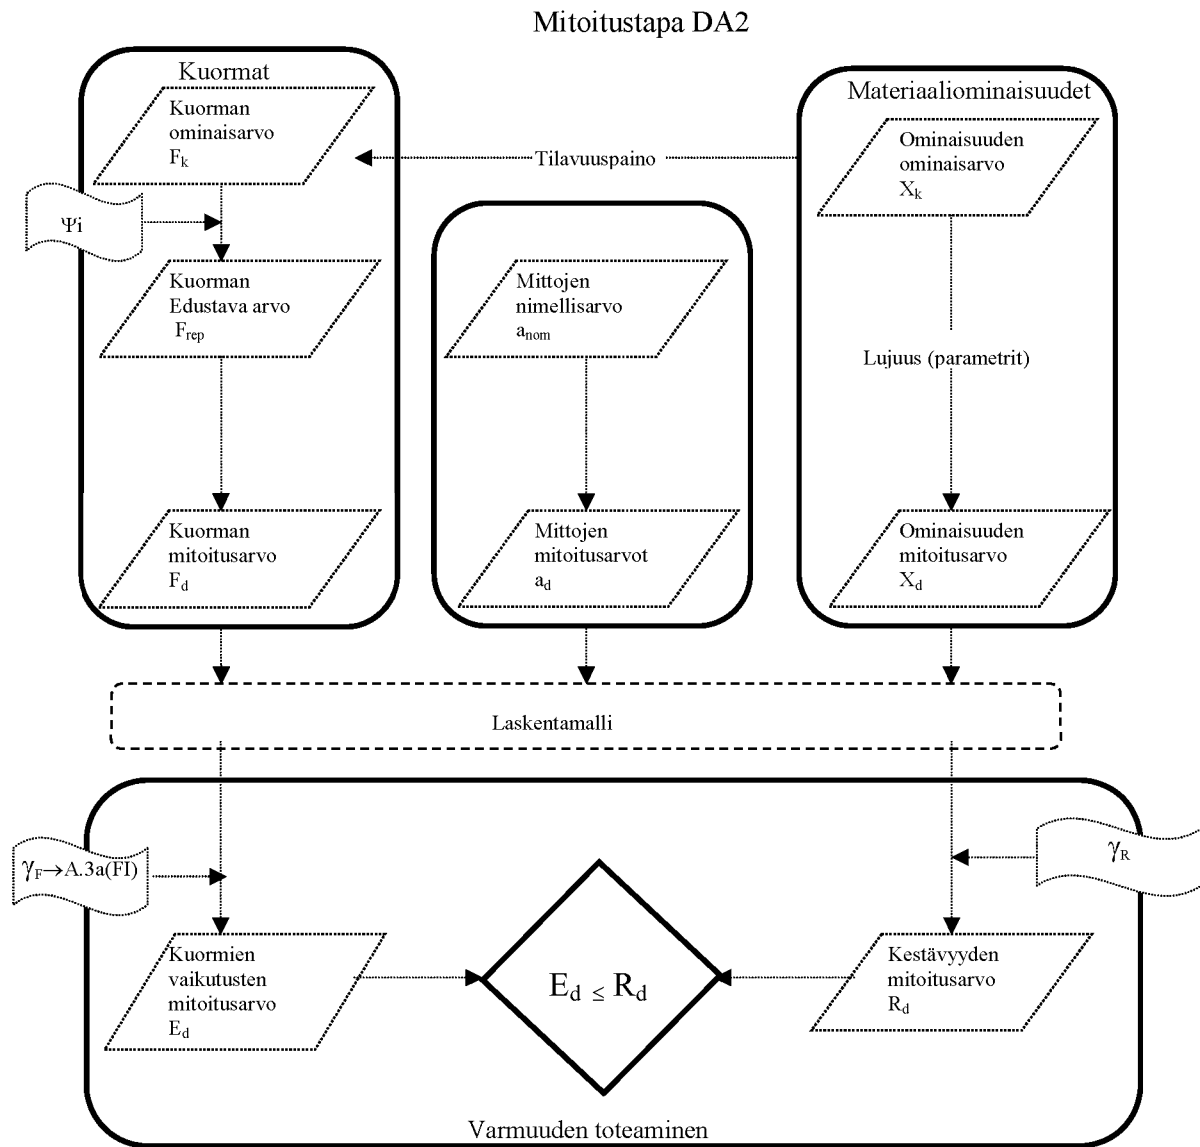 Mitoitustapa DA2
Kuormat
Kuorman
ominaisarvo
Fk
Ψi
Kuorman
Edustava arvo
Frep
Kuorman
mitoitusarvo
Fd
Tilavuuspaino
Mittojen
nimellisarvo
anom
Mittojen
mitoitusarvot
ad
Materiaaliominaisuudet
Ominaisuuden
ominaisarvo
Xk
Lujuus (parametrit)
Ominaisuuden
mitoitusarvo
Xd
Laskentamalli
γF→A.3a(FI)
γR
Kuormien
vaikutusten
mitoitusarvo
Ed
Ed ≤ Rd
Kestävyyden
mitoitusarvo
Rd
Varmuuden toteaminen